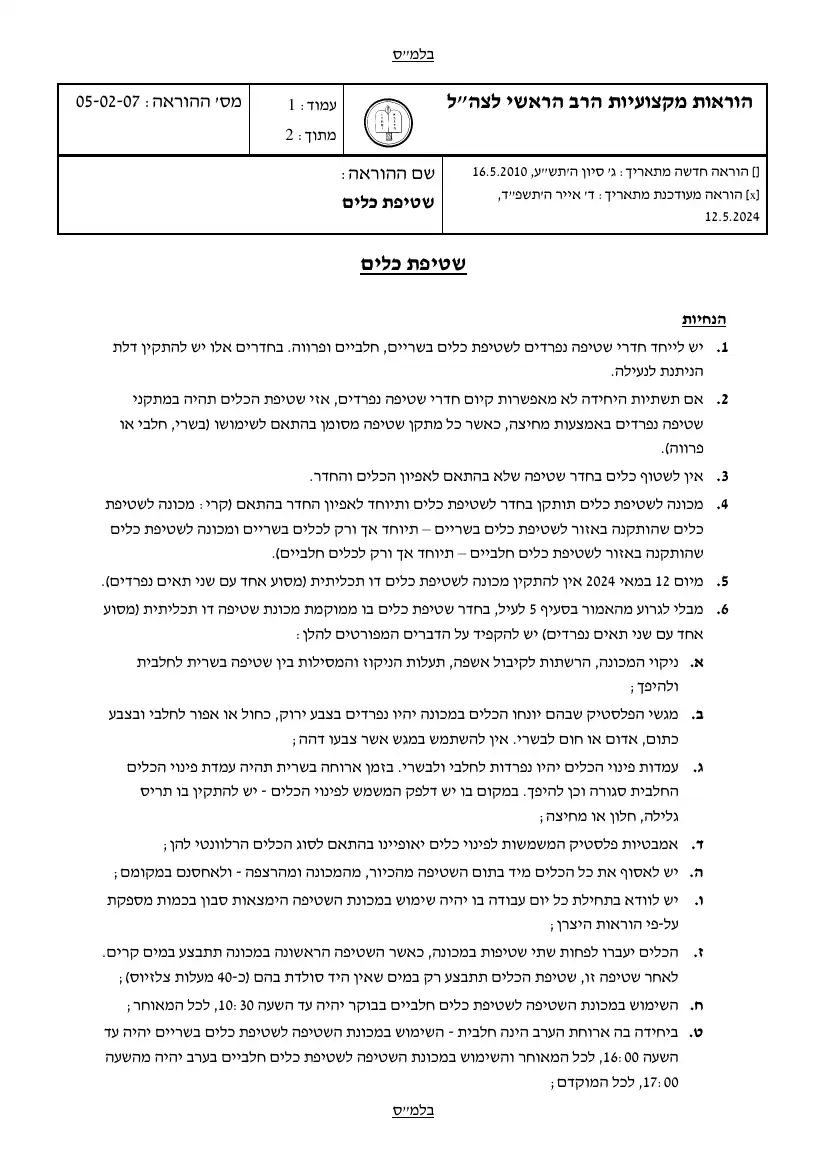 בלמ״ס
הוראות מקצועיות הרב הראשי לצה״ל
עמוד: 1
מתוך: 2
מס׳ ההוראה: 05-02-07
[] הוראה חדשה מתאריך: ג׳ סיון ה׳תש״ע, 16.5.2010
[x] הוראה מעודכנת מתאריך: ד׳ אייר ה׳תשפ״ד,
12.5.2024
שם ההוראה:
שטיפת כלים
שטיפת כלים
הנחיות
1. יש לייחד חדרי שטיפה נפרדים לשטיפת כלים בשריים, חלביים ופרווה. בחדרים אלו יש להתקין דלת
הניתנת לנעילה.
2. אם תשתיות היחידה לא מאפשרות קיום חדרי שטיפה נפרדים, אזי שטיפת הכלים תהיה במתקני
שטיפה נפרדים באמצעות מחיצה, כאשר כל מתקן שטיפה מסומן בהתאם לשימושו (בשרי, חלבי או
פרווה).
3. אין לשטוף כלים בחדר שטיפה שלא בהתאם לאפיון הכלים והחדר.
4. מכונה לשטיפת כלים תותקן בחדר לשטיפת כלים ותיוחד לאפיון החדר בהתאם (קרי: מכונה לשטיפת
כלים שהותקנה באזור לשטיפת כלים בשריים – תיוחד אך ורק לכלים בשריים ומכונה לשטיפת כלים
שהותקנה באזור לשטיפת כלים חלביים – תיוחד אך ורק לכלים חלביים).
5. מיום 12 במאי 2024 אין להתקין מכונה לשטיפת כלים דו תכליתית (מסוע אחד עם שני תאים נפרדים).
6. מבלי לגרוע מהאמור בסעיף 5 לעיל, בחדר שטיפת כלים בו ממוקמת מכונת שטיפה דו תכליתית (מסוע
אחד עם שני תאים נפרדים) יש להקפיד על הדברים המפורטים להלן:
א. ניקוי המכונה, הרשתות לקיבול אשפה, תעלות הניקוז והמסילות בין שטיפה בשרית לחלבית
ולהיפך;
ב. מגשי הפלסטיק שבהם יונחו הכלים במכונה יהיו נפרדים בצבע ירוק, כחול או אפור לחלבי ובצבע
כתום, אדום או חום לבשרי. אין להשתמש במגש אשר צבעו דהה;
ג. עמדות פינוי הכלים יהיו נפרדות לחלבי ולבשרי. בזמן ארוחה בשרית תהיה עמדת פינוי הכלים
החלבית סגורה וכן להיפך. במקום בו יש דלפק המשמש לפינוי הכלים - יש להתקין בו תריס
גלילה, חלון או מחיצה;
ד. אמבטיות פלסטיק המשמשות לפינוי כלים יאופיינו בהתאם לסוג הכלים הרלוונטי להן;
ה. יש לאסוף את כל הכלים מיד בתום השטיפה מהכיור, מהמכונה ומהרצפה - ולאחסנם במקומם;
ו. יש לוודא בתחילת כל יום עבודה בו יהיה שימוש במכונת השטיפה הימצאות סבון בכמות מספקת
על-פי הוראות היצרן;
ז. הכלים יעברו לפחות שתי שטיפות במכונה, כאשר השטיפה הראשונה במכונה תתבצע במים קרים.
לאחר שטיפה זו, שטיפת הכלים תתבצע רק במים שאין היד סולדת בהם (כ-40 מעלות צלזיוס);
ח. השימוש במכונת השטיפה לשטיפת כלים חלביים בבוקר יהיה עד השעה 10:30, לכל המאוחר;
ט. ביחידה בה ארוחת הערב הינה חלבית - השימוש במכונת השטיפה לשטיפת כלים בשריים יהיה עד
השעה 16:00, לכל המאוחר והשימוש במכונת השטיפה לשטיפת כלים חלביים בערב יהיה מהשעה
17:00, לכל המוקדם;
בלמ״ס